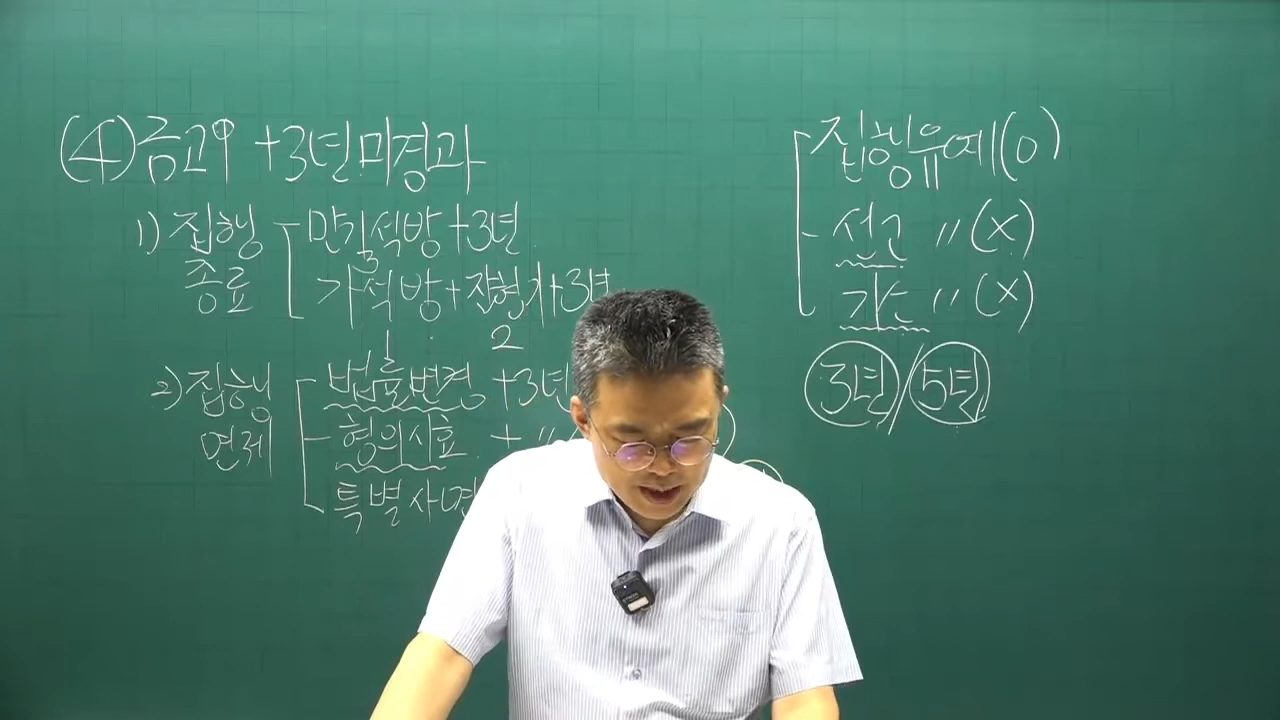 (4) 금고이 +3년미경과
1) 집행 종료
만기석방 +3년
가석방 + 잔형기 +3년
2
2) 집행 면제
법률변경 +3년
형의시효 + 〃
특별사면
집행유예(o)
선고 〃 (x)
가손 〃 (x)
3년 / 5년